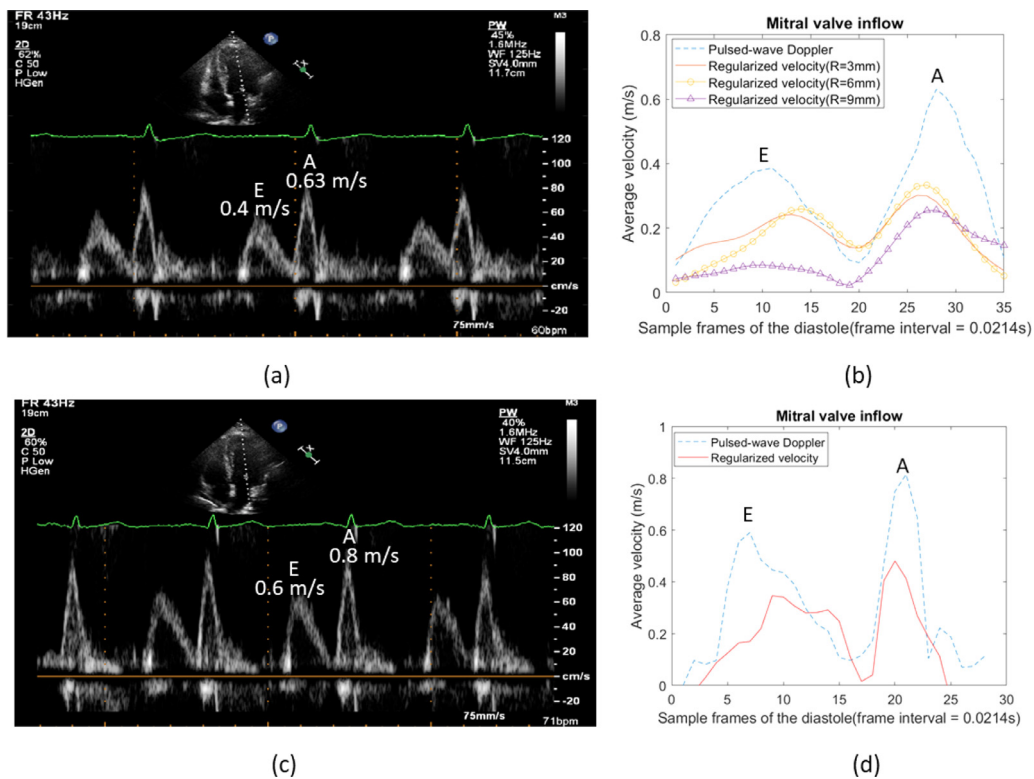 FR 43Hz
19cm
2D
62%
C 50
P Low
HGen
P
PW
45%
1.6MHz
WF 125Hz
SV4.0mm
11.7cm
M3
120
100
80
60
40
20
cm/s
-20
A
0.63 m/s
E
0.4 m/s
75mm/s
60bpm
(a)
Mitral valve inflow
Pulsed-wave Doppler
Regularized velocity(R=3mm)
Regularized velocity(R=6mm)
Regularized velocity(R=9mm)
A
E
Average velocity (m/s)
0.8
0.6
0.4
0.2
0
0 5 10 15 20 25 30 35
Sample frames of the diastole(frame interval = 0.0214s)
(b)
FR 43Hz
19cm
2D
60%
C 50
P Low
HGen
P
PW
40%
1.6MHz
WF 125Hz
SV4.0mm
11.5cm
M3
120
100
80
60
40
20
cm/s
-20
A
0.8 m/s
E
0.6 m/s
75mm/s
71bpm
(c)
Mitral valve inflow
Pulsed-wave Doppler
Regularized velocity
A
E
Average velocity (m/s)
1
0.8
0.6
0.4
0.2
0
0 5 10 15 20 25 30
Sample frames of the diastole(frame interval = 0.0214s)
(d)